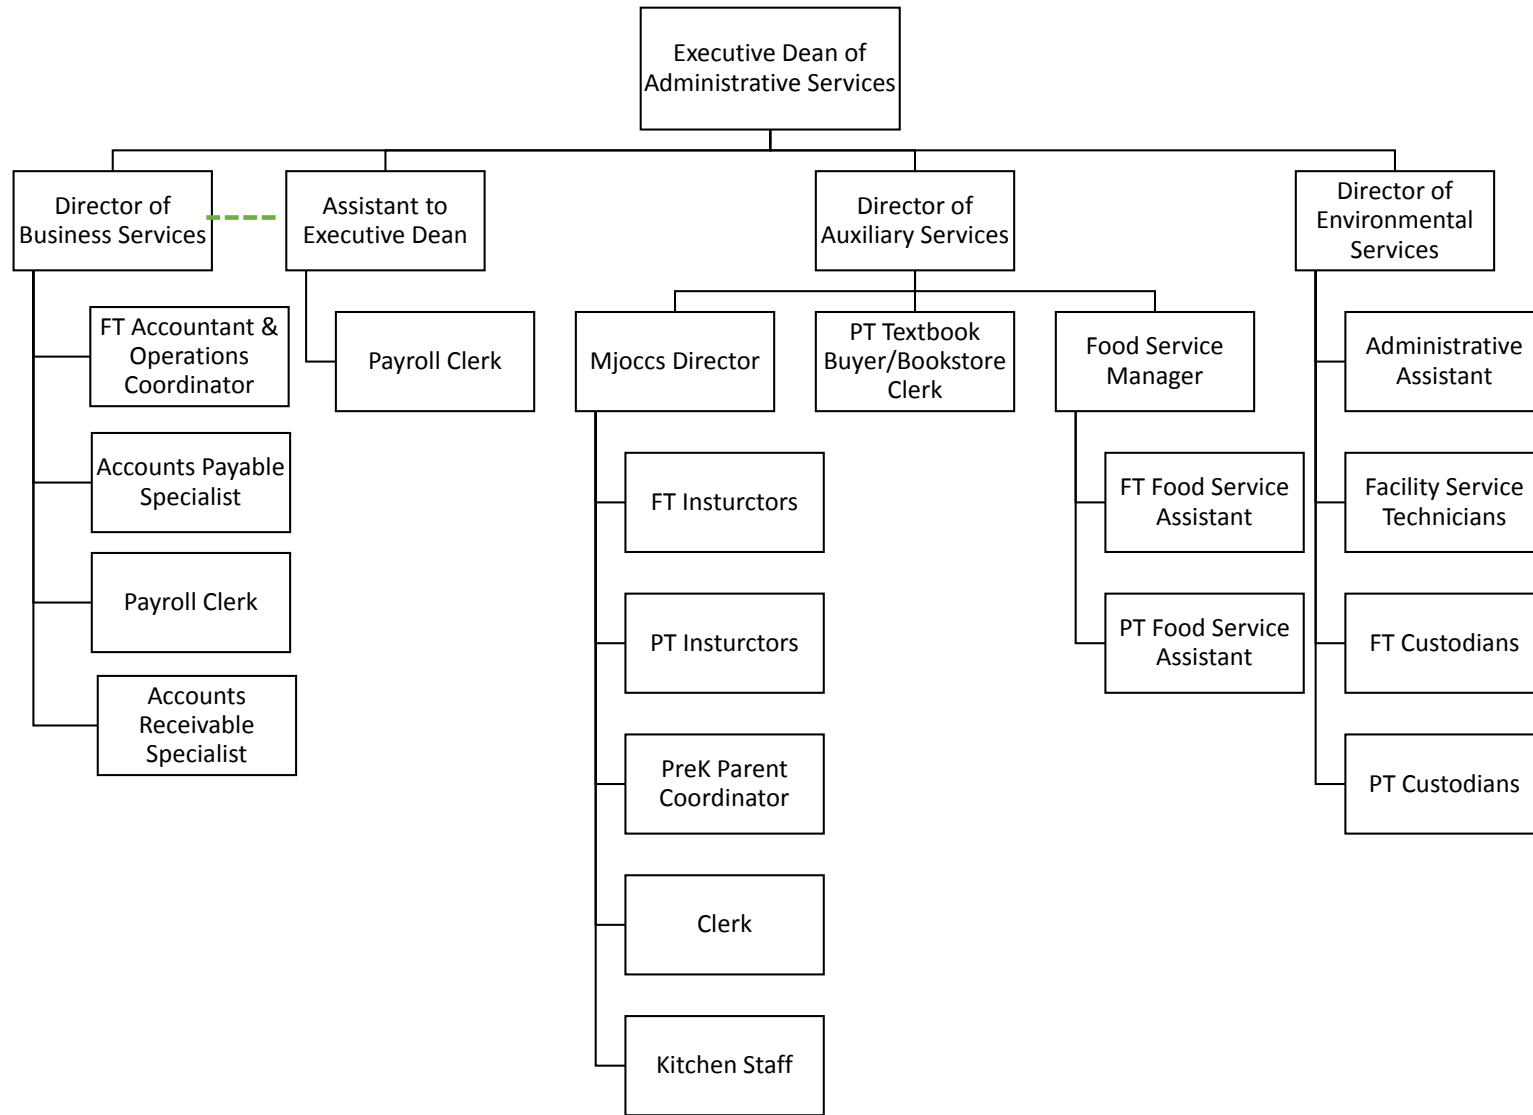 Executive Dean of
Administrative Services
Director of
Business Services
Assistant to
Executive Dean
Director of
Auxiliary Services
Director of
Environmental
Services
FT Accountant &
Operations
Coordinator
Accounts Payable
Specialist
Payroll Clerk
Accounts
Receivable
Specialist
Payroll Clerk
Mjoccs Director
FT Insturctors
PT Insturctors
PreK Parent
Coordinator
Clerk
Kitchen Staff
PT Textbook
Buyer/Bookstore
Clerk
Food Service
Manager
FT Food Service
Assistant
PT Food Service
Assistant
Administrative
Assistant
Facility Service
Technicians
FT Custodians
PT Custodians